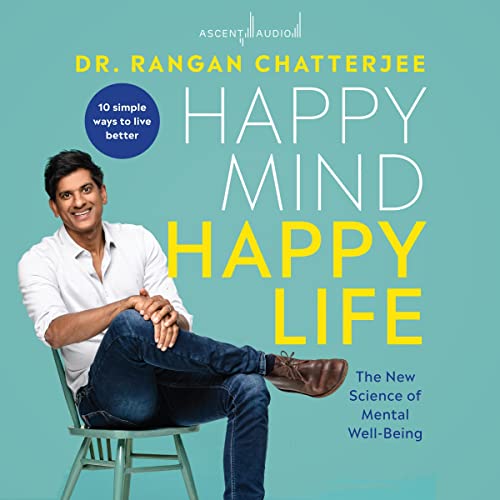 ASCENT AUDIO
DR. RANGAN CHATTERJEE
10 simple
ways to live
better
HAPPY
MIND
HAPPY
LIFE
The New
Science of
Mental
Well-Being